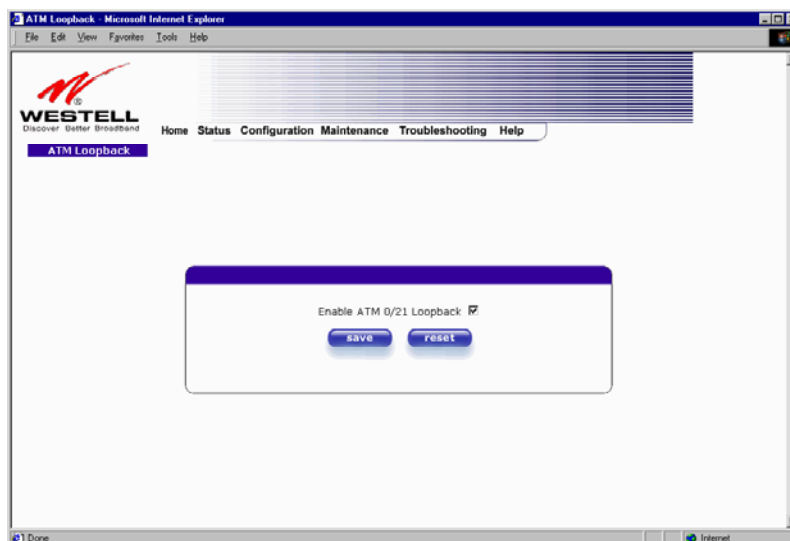 ATM Loopback - Microsoft Internet Explorer
File Edit View Favorites Tools Help
WESTELL
®
Discover Better Broadband
Home Status Configuration Maintenance Troubleshooting Help
ATM Loopback
Enable ATM 0/21 Loopback
save reset
Done
Internet